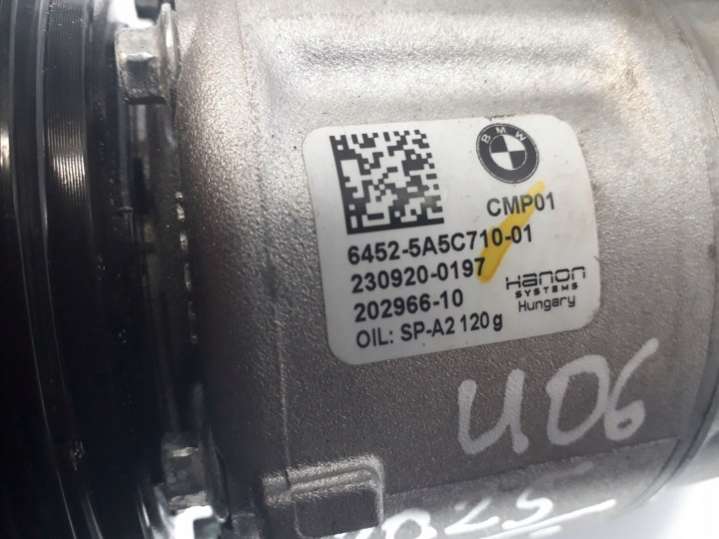 BMW
CMP01
6452-5A5C710-01
230920-0197
202966-10
OIL: SP-A2 120 g
Hanon
SYSTEMS
Hungary
U06